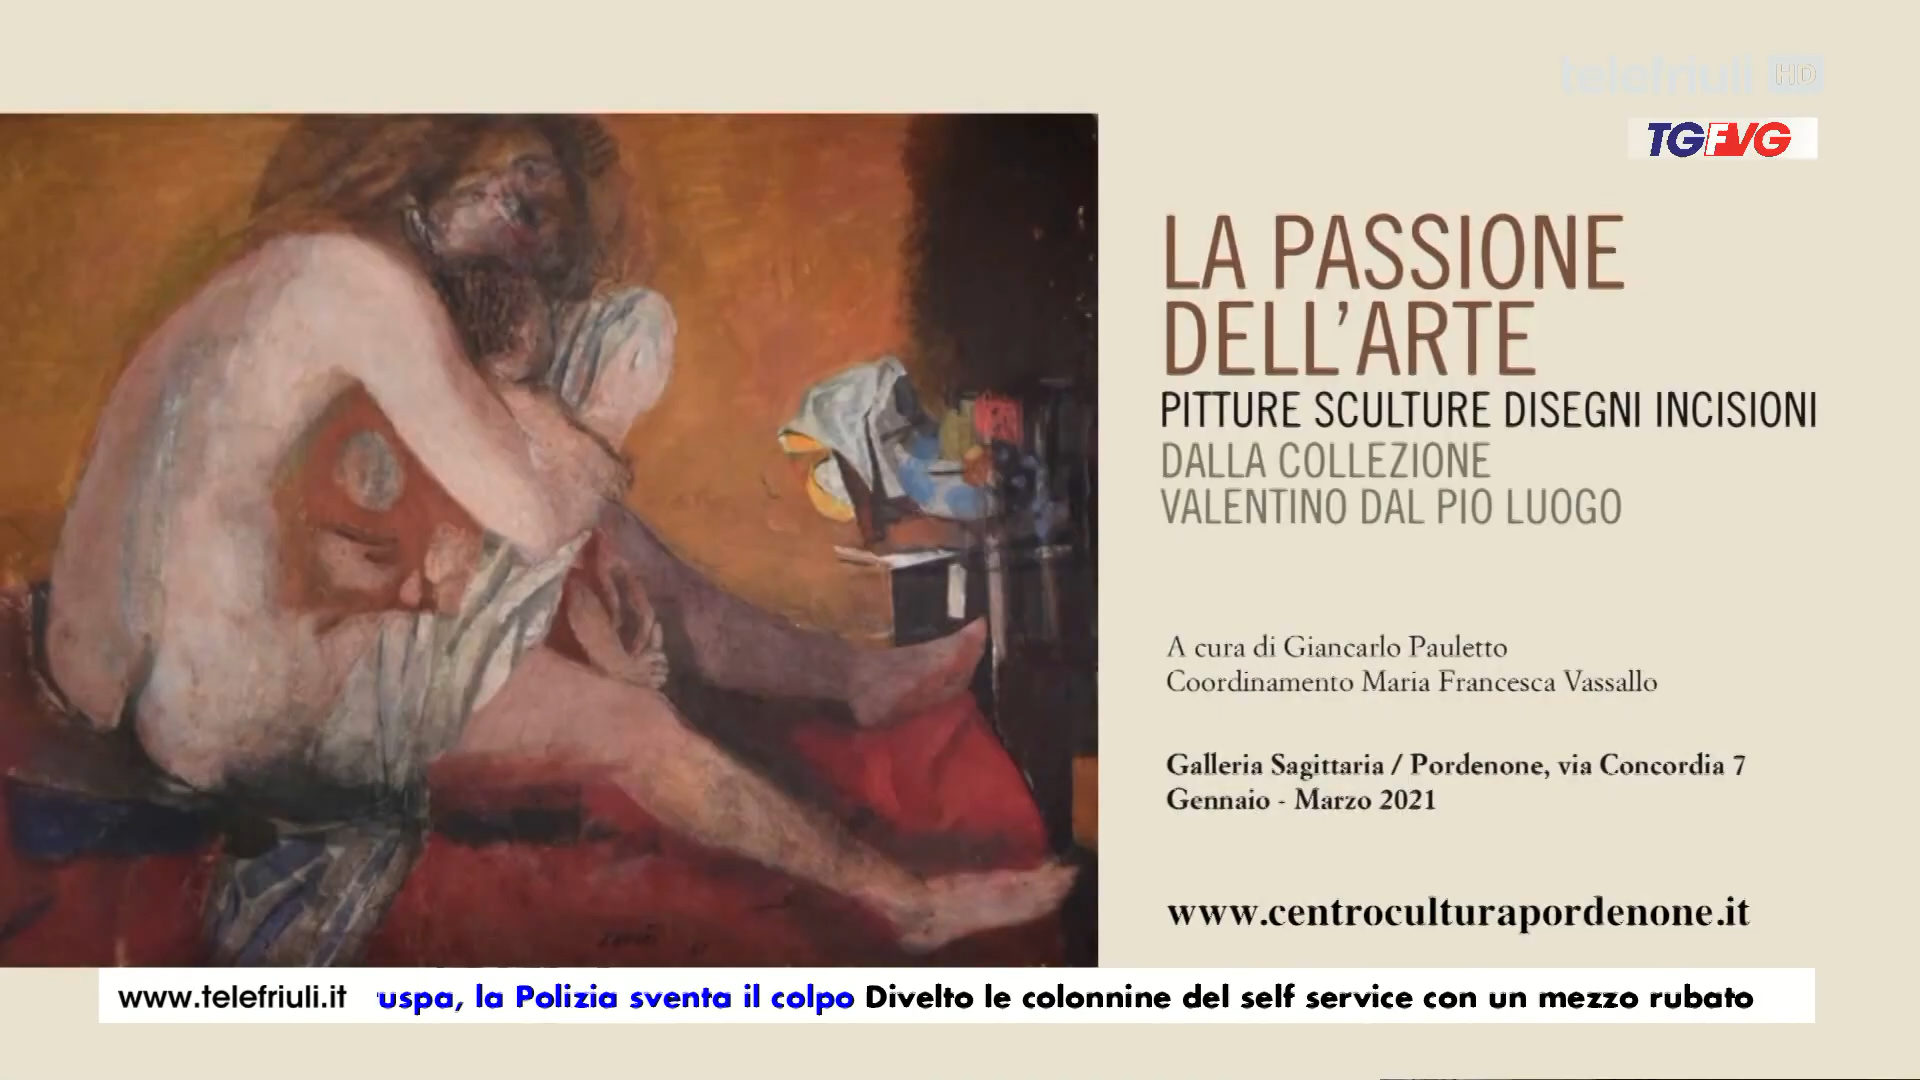 telefriuli HD
TGFVG
LA PASSIONE
DELL'ARTE
PITTURE SCULTURE DISEGNI INCISIONI
DALLA COLLEZIONE
VALENTINO DAL PIO LUOGO
A cura di Giancarlo Pauletto
Coordinamento Maria Francesca Vassallo
Galleria Sagittaria / Pordenone, via Concordia 7
Gennaio - Marzo 2021
www.centroculturapordenone.it
www.telefriuli.it uspa, la Polizia sventa il colpo Divelto le colonnine del self service con un mezzo rubato